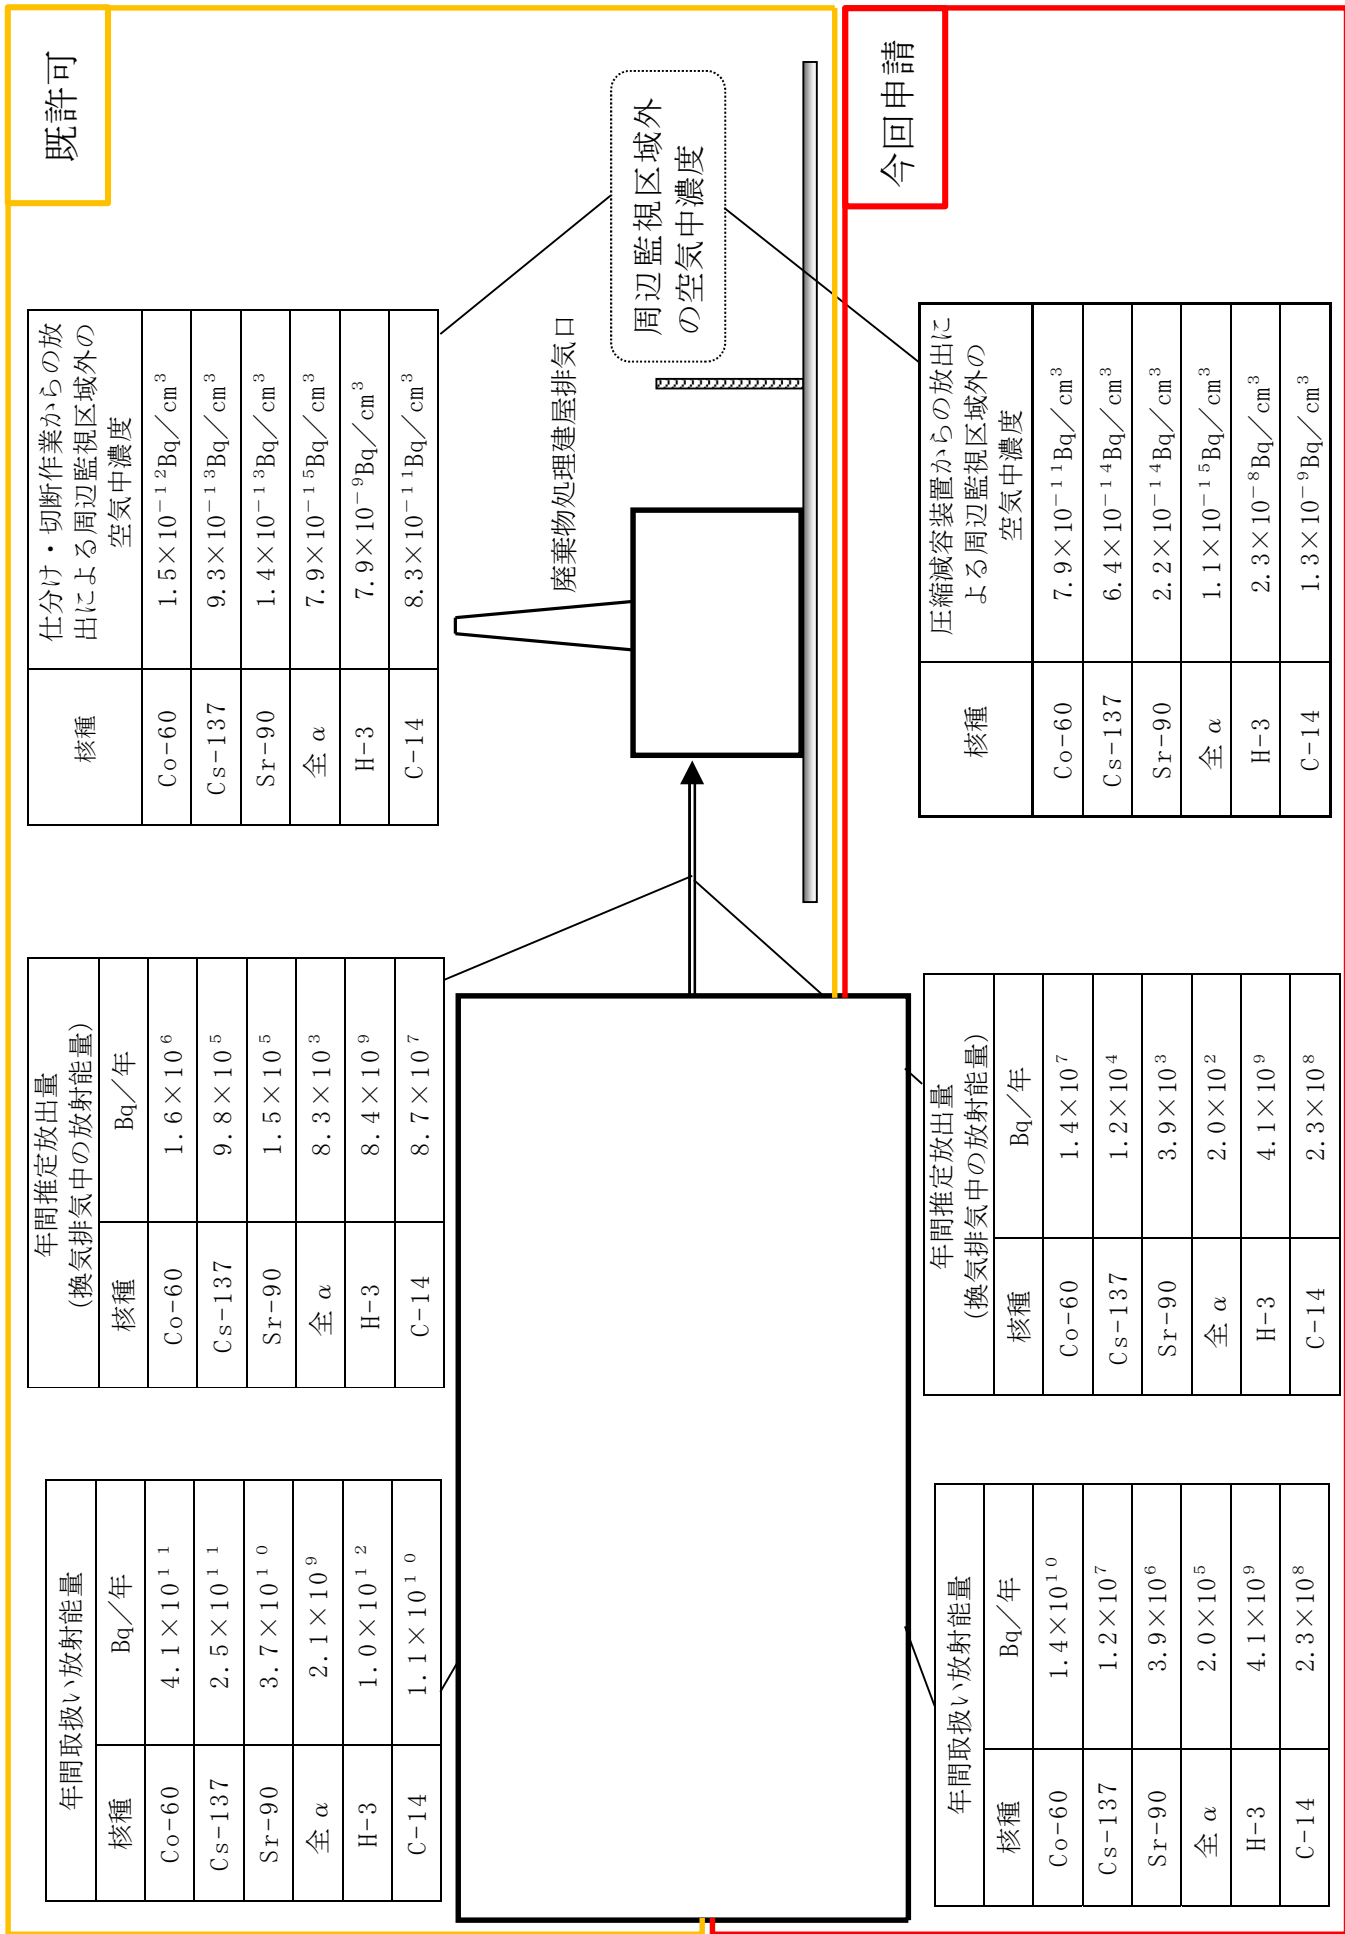 既許可
年間取扱い放射能量
核種 Bq／年
Co-60 4.1×10¹¹
Cs-137 2.5×10¹¹
Sr-90 3.7×10¹⁰
全α 2.1×10⁹
H-3 1.0×10¹²
C-14 1.1×10¹⁰
年間推定放出量
(換気排気中の放射能量)
核種 Bq／年
Co-60 1.6×10⁶
Cs-137 9.8×10⁵
Sr-90 1.5×10⁵
全α 8.3×10³
H-3 8.4×10⁹
C-14 8.7×10⁷
核種 仕分け・切断作業からの放
出による周辺監視区域外の
空気中濃度
Co-60 1.5×10⁻¹²Bq／cm³
Cs-137 9.3×10⁻¹³Bq／cm³
Sr-90 1.4×10⁻¹³Bq／cm³
全α 7.9×10⁻¹⁵Bq／cm³
H-3 7.9×10⁻⁹Bq／cm³
C-14 8.3×10⁻¹¹Bq／cm³
廃棄物処理建屋排気口
周辺監視区域外
の空気中濃度
今回申請
年間取扱い放射能量
核種 Bq／年
Co-60 1.4×10¹⁰
Cs-137 1.2×10⁷
Sr-90 3.9×10⁶
全α 2.0×10⁵
H-3 4.1×10⁹
C-14 2.3×10⁸
年間推定放出量
(換気排気中の放射能量)
核種 Bq／年
Co-60 1.4×10⁷
Cs-137 1.2×10⁴
Sr-90 3.9×10³
全α 2.0×10²
H-3 4.1×10⁹
C-14 2.3×10⁸
核種 圧縮減容装置からの放出に
よる周辺監視区域外の
空気中濃度
Co-60 7.9×10⁻¹¹Bq／cm³
Cs-137 6.4×10⁻¹⁴Bq／cm³
Sr-90 2.2×10⁻¹⁴Bq／cm³
全α 1.1×10⁻¹⁵Bq／cm³
H-3 2.3×10⁻⁸Bq／cm³
C-14 1.3×10⁻⁹Bq／cm³